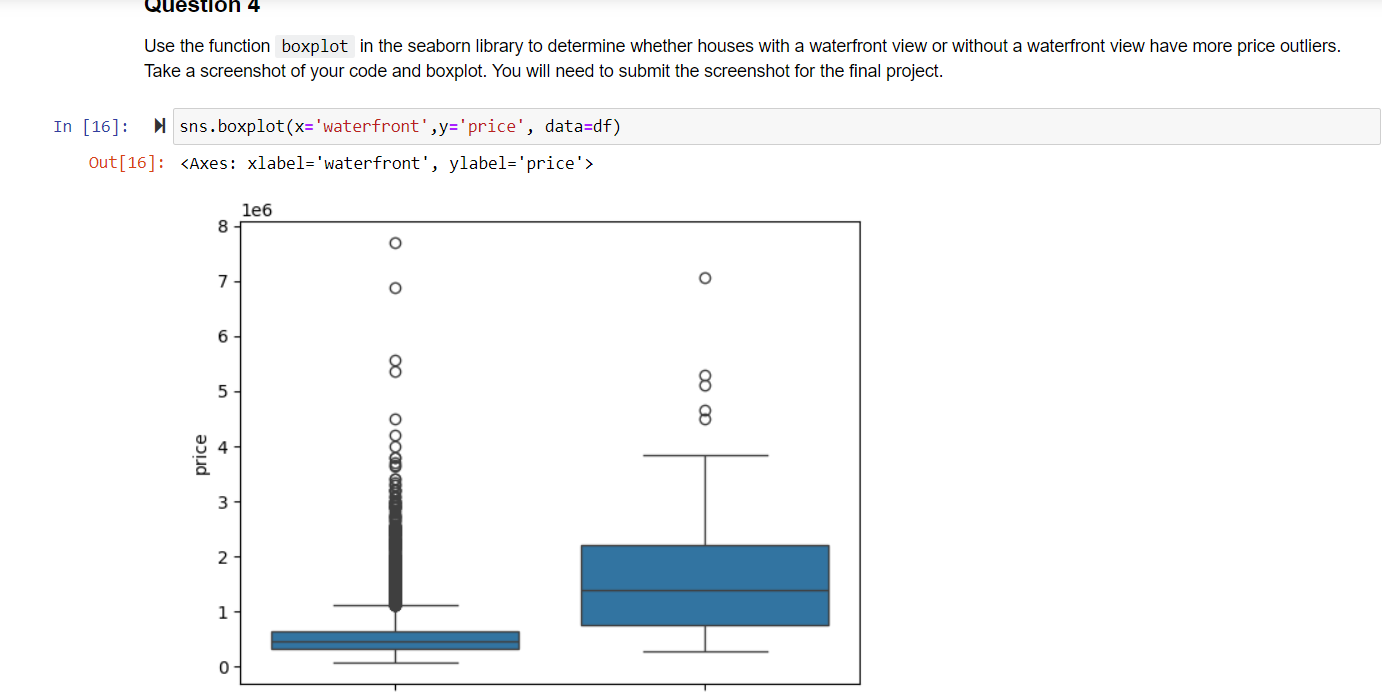 Question 4
Use the function boxplot in the seaborn library to determine whether houses with a waterfront view or without a waterfront view have more price outliers.
Take a screenshot of your code and boxplot. You will need to submit the screenshot for the final project.
In [16]: sns.boxplot(x='waterfront',y='price', data=df)
Out[16]: <Axes: xlabel='waterfront', ylabel='price'>
1e6
8
7
6
5
4
3
2
1
0
price